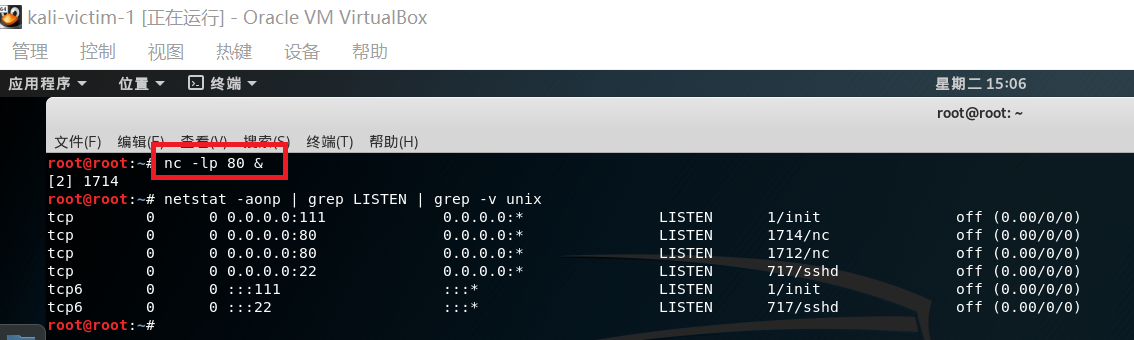 kali-victim-1 [正在运行] - Oracle VM VirtualBox
管理 控制 视图 热键 设备 帮助
应用程序 位置 终端 星期二 15:06
root@root: ~
文件(F) 编辑(E) 查看(V) 搜索(S) 终端(T) 帮助(H)
root@root:~# nc -lp 80 &
[2] 1714
root@root:~# netstat -aonp | grep LISTEN | grep -v unix
tcp 0 0 0.0.0.0:111 0.0.0.0:* LISTEN 1/init off (0.00/0/0)
tcp 0 0 0.0.0.0:80 0.0.0.0:* LISTEN 1714/nc off (0.00/0/0)
tcp 0 0 0.0.0.0:80 0.0.0.0:* LISTEN 1712/nc off (0.00/0/0)
tcp 0 0 0.0.0.0:22 0.0.0.0:* LISTEN 717/sshd off (0.00/0/0)
tcp6 0 0 :::111 :::* LISTEN 1/init off (0.00/0/0)
tcp6 0 0 :::22 :::* LISTEN 717/sshd off (0.00/0/0)
root@root:~#